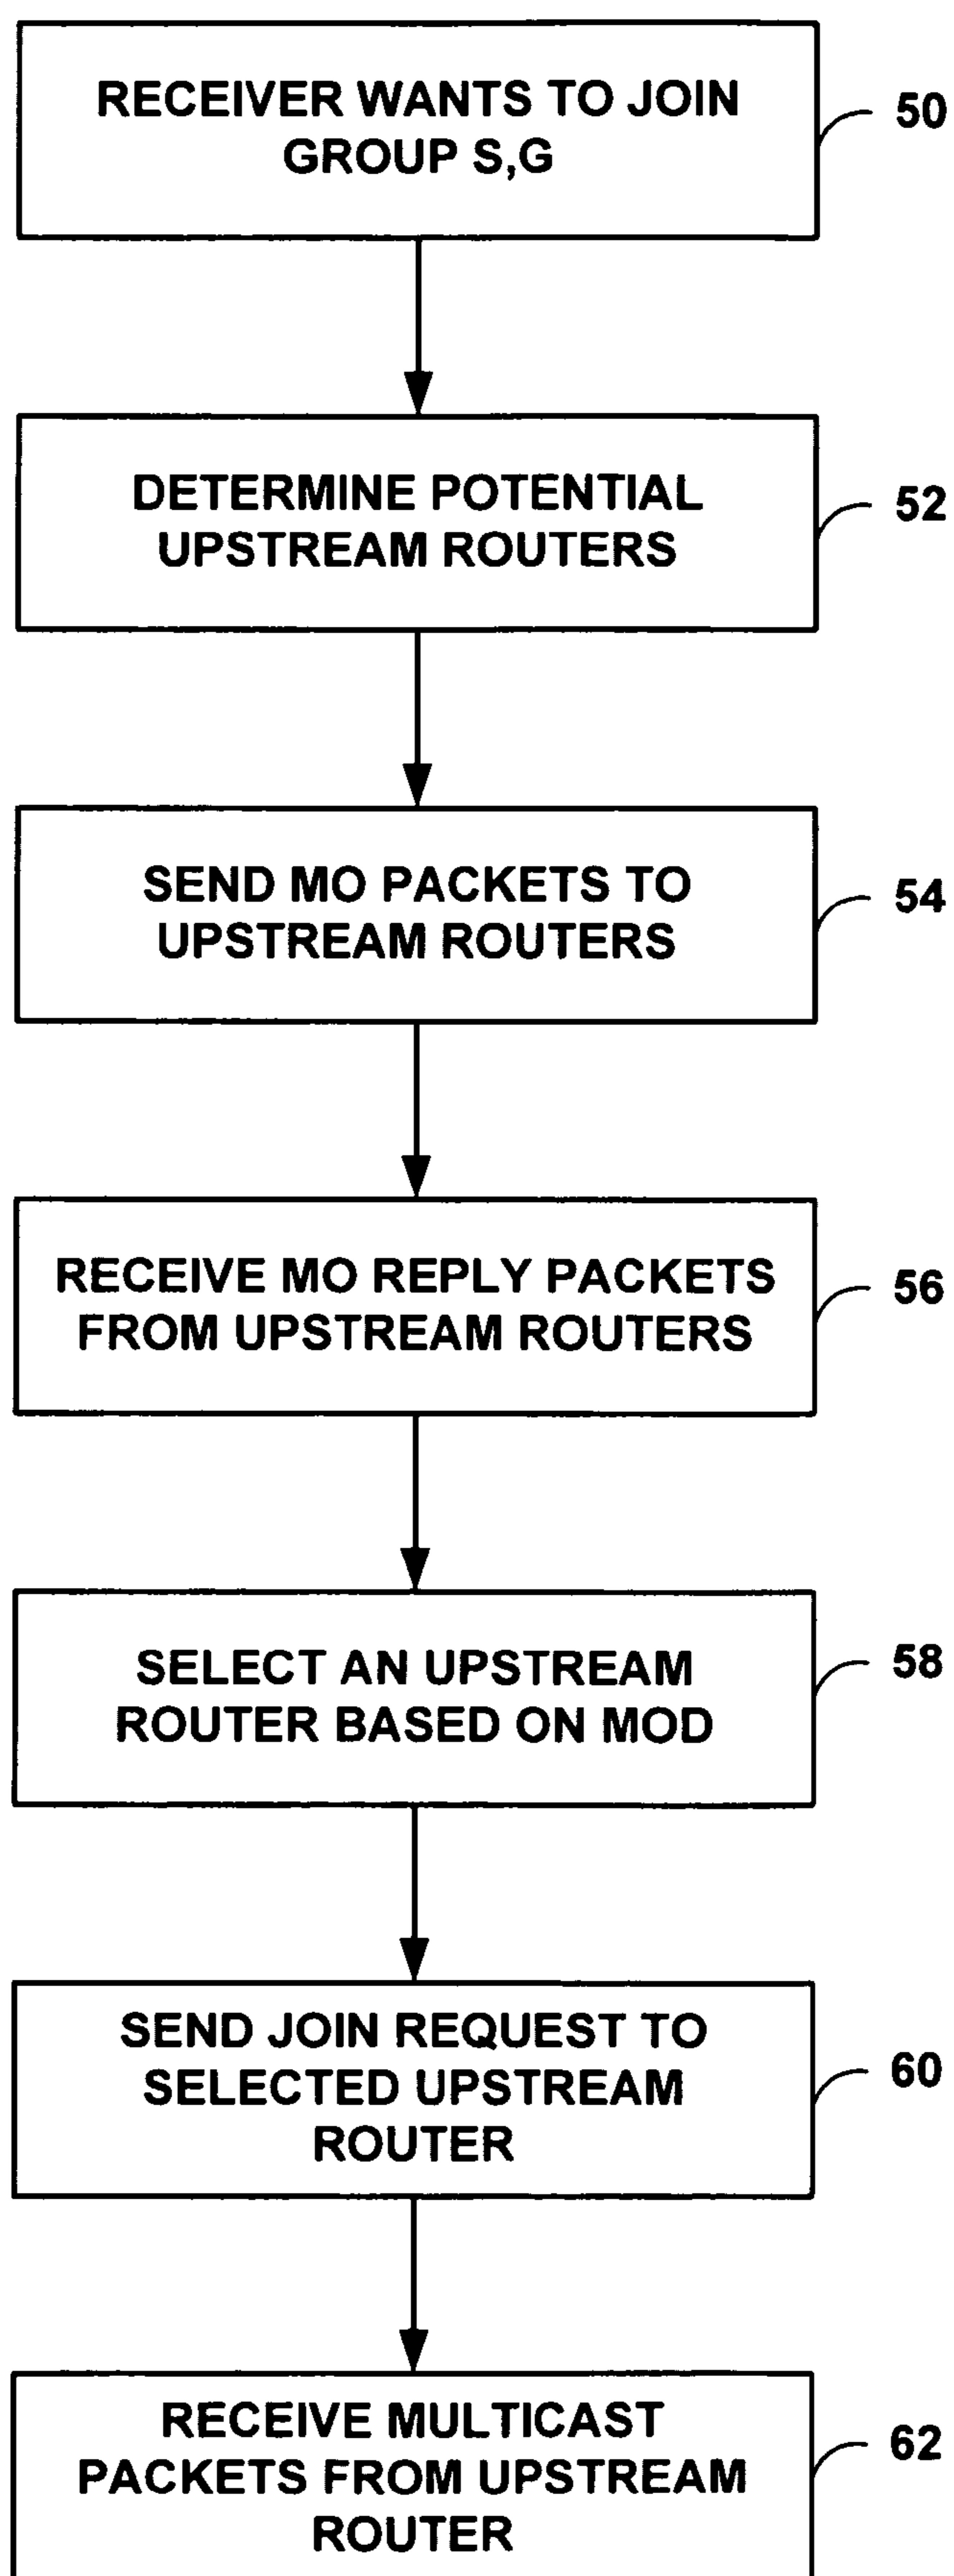 RECEIVER WANTS TO JOIN
GROUP S,G
50
DETERMINE POTENTIAL
UPSTREAM ROUTERS
52
SEND MO PACKETS TO
UPSTREAM ROUTERS
54
RECEIVE MO REPLY PACKETS
FROM UPSTREAM ROUTERS
56
SELECT AN UPSTREAM
ROUTER BASED ON MOD
58
SEND JOIN REQUEST TO
SELECTED UPSTREAM
ROUTER
60
RECEIVE MULTICAST
PACKETS FROM UPSTREAM
ROUTER
62